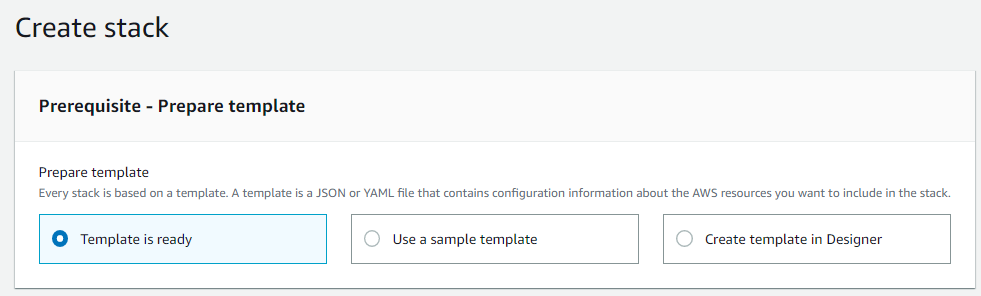 Create stack
Prerequisite - Prepare template
Prepare template
Every stack is based on a template. A template is a JSON or YAML file that contains configuration information about the AWS resources you want to include in the stack.
Template is ready
Use a sample template
Create template in Designer